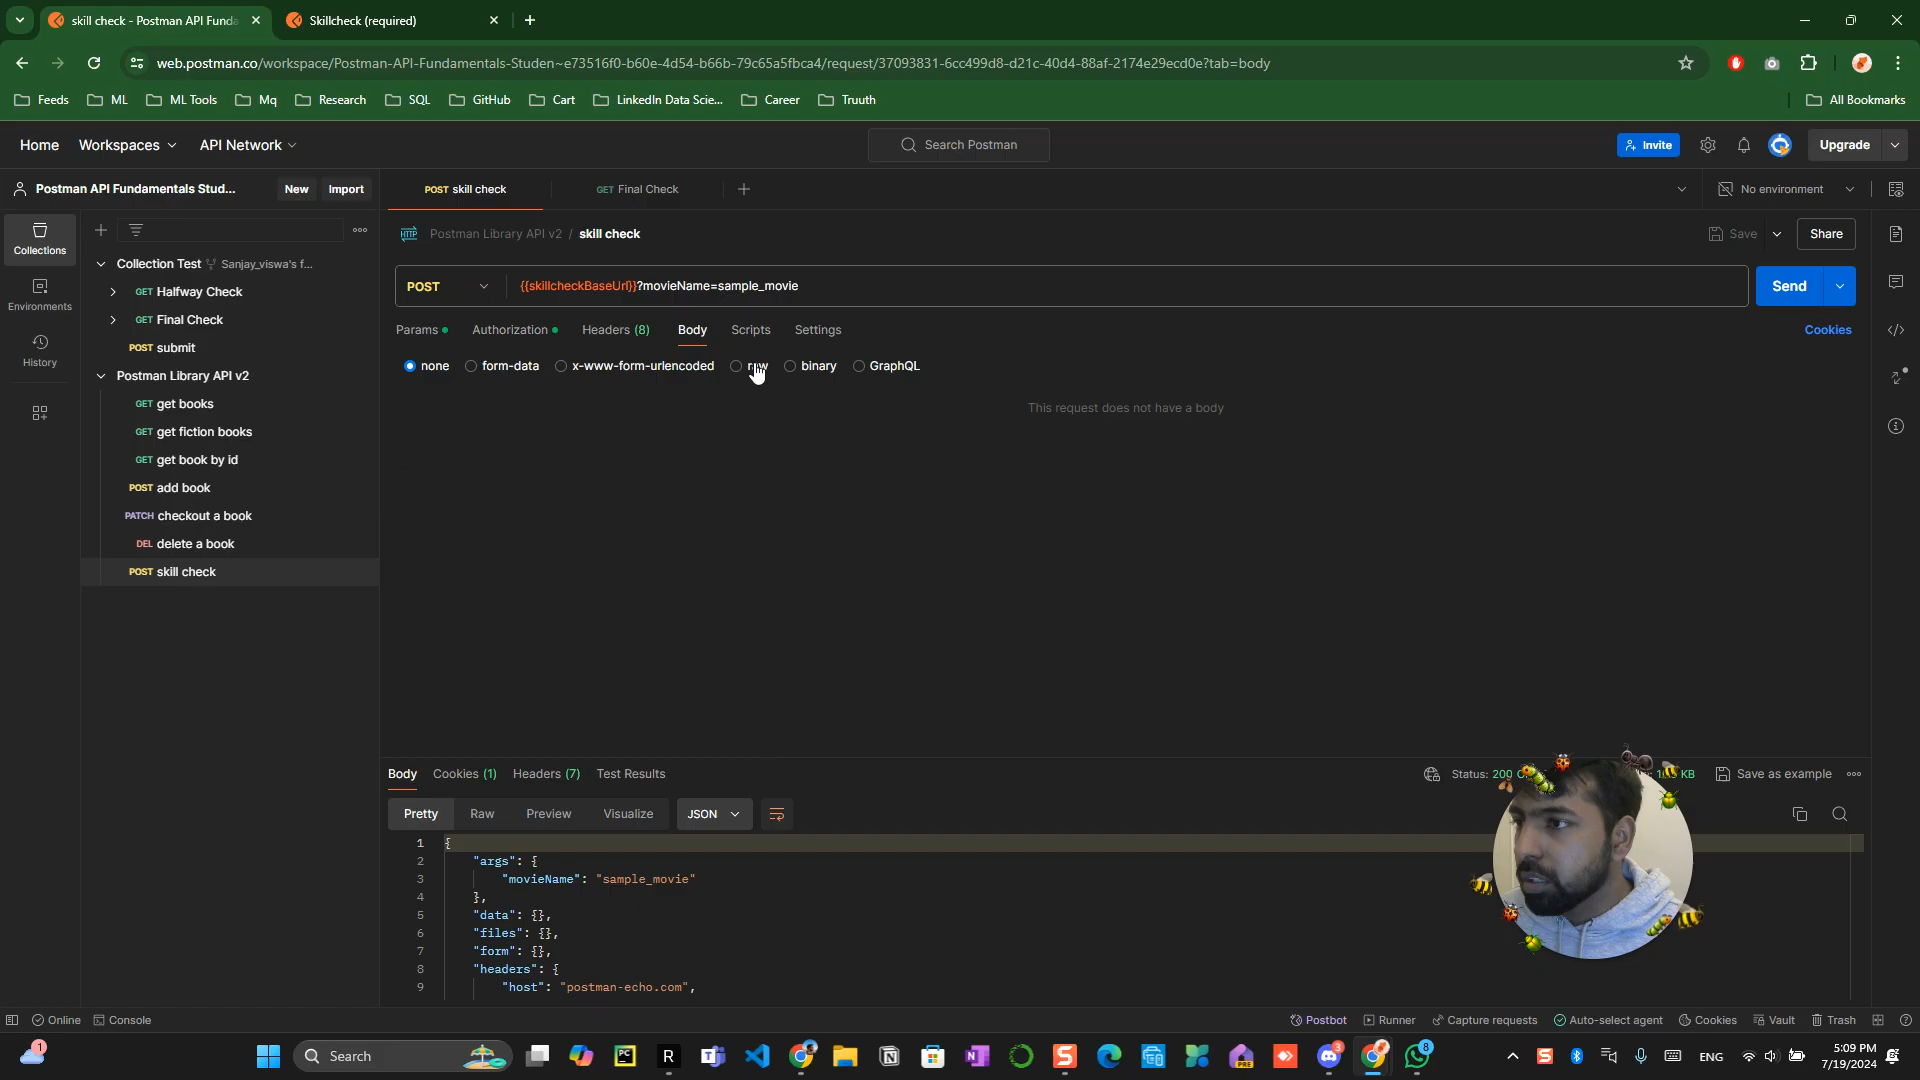 skill check - Postman API Funda
Skillcheck (required)
web.postman.co/workspace/Postman-API-Fundamentals-Studen~e73516f0-b60e-4d54-b66b-79c65a5fbca4/request/37093831-6cc499d8-d21c-40d4-88af-2174e29ecd0e?tab=body
Feeds
ML
ML Tools
Mq
Research
SQL
GitHub
Cart
LinkedIn Data Scie...
Career
Truuth
All Bookmarks
Home
Workspaces
API Network
Search Postman
Invite
Upgrade
Postman API Fundamentals Stud...
New
Import
POST skill check
GET Final Check
No environment
Collections
Environments
History
Collection Test
Sanjay_viswa's f...
GET Halfway Check
GET Final Check
POST submit
Postman Library API v2
GET get books
GET get fiction books
GET get book by id
POST add book
PATCH checkout a book
DEL delete a book
POST skill check
HTTP
Postman Library API v2 / skill check
Save
Share
POST
{{skillcheckBaseUrl}}?movieName=sample_movie
Send
Params
Authorization
Headers (8)
Body
Scripts
Settings
Cookies
none
form-data
x-www-form-urlencoded
raw
binary
GraphQL
This request does not have a body
Body
Cookies (1)
Headers (7)
Test Results
Status: 200
KB
Save as example
Pretty
Raw
Preview
Visualize
JSON
1 {
2 "args": {
3 "movieName": "sample_movie"
4 },
5 "data": {},
6 "files": {},
7 "form": {},
8 "headers": {
9 "host": "postman-echo.com",
Online
Console
Postbot
Runner
Capture requests
Auto-select agent
Cookies
Vault
Trash
1
Search
PC
R
S
PRE
3
8
S
ENG
5:09 PM
7/19/2024